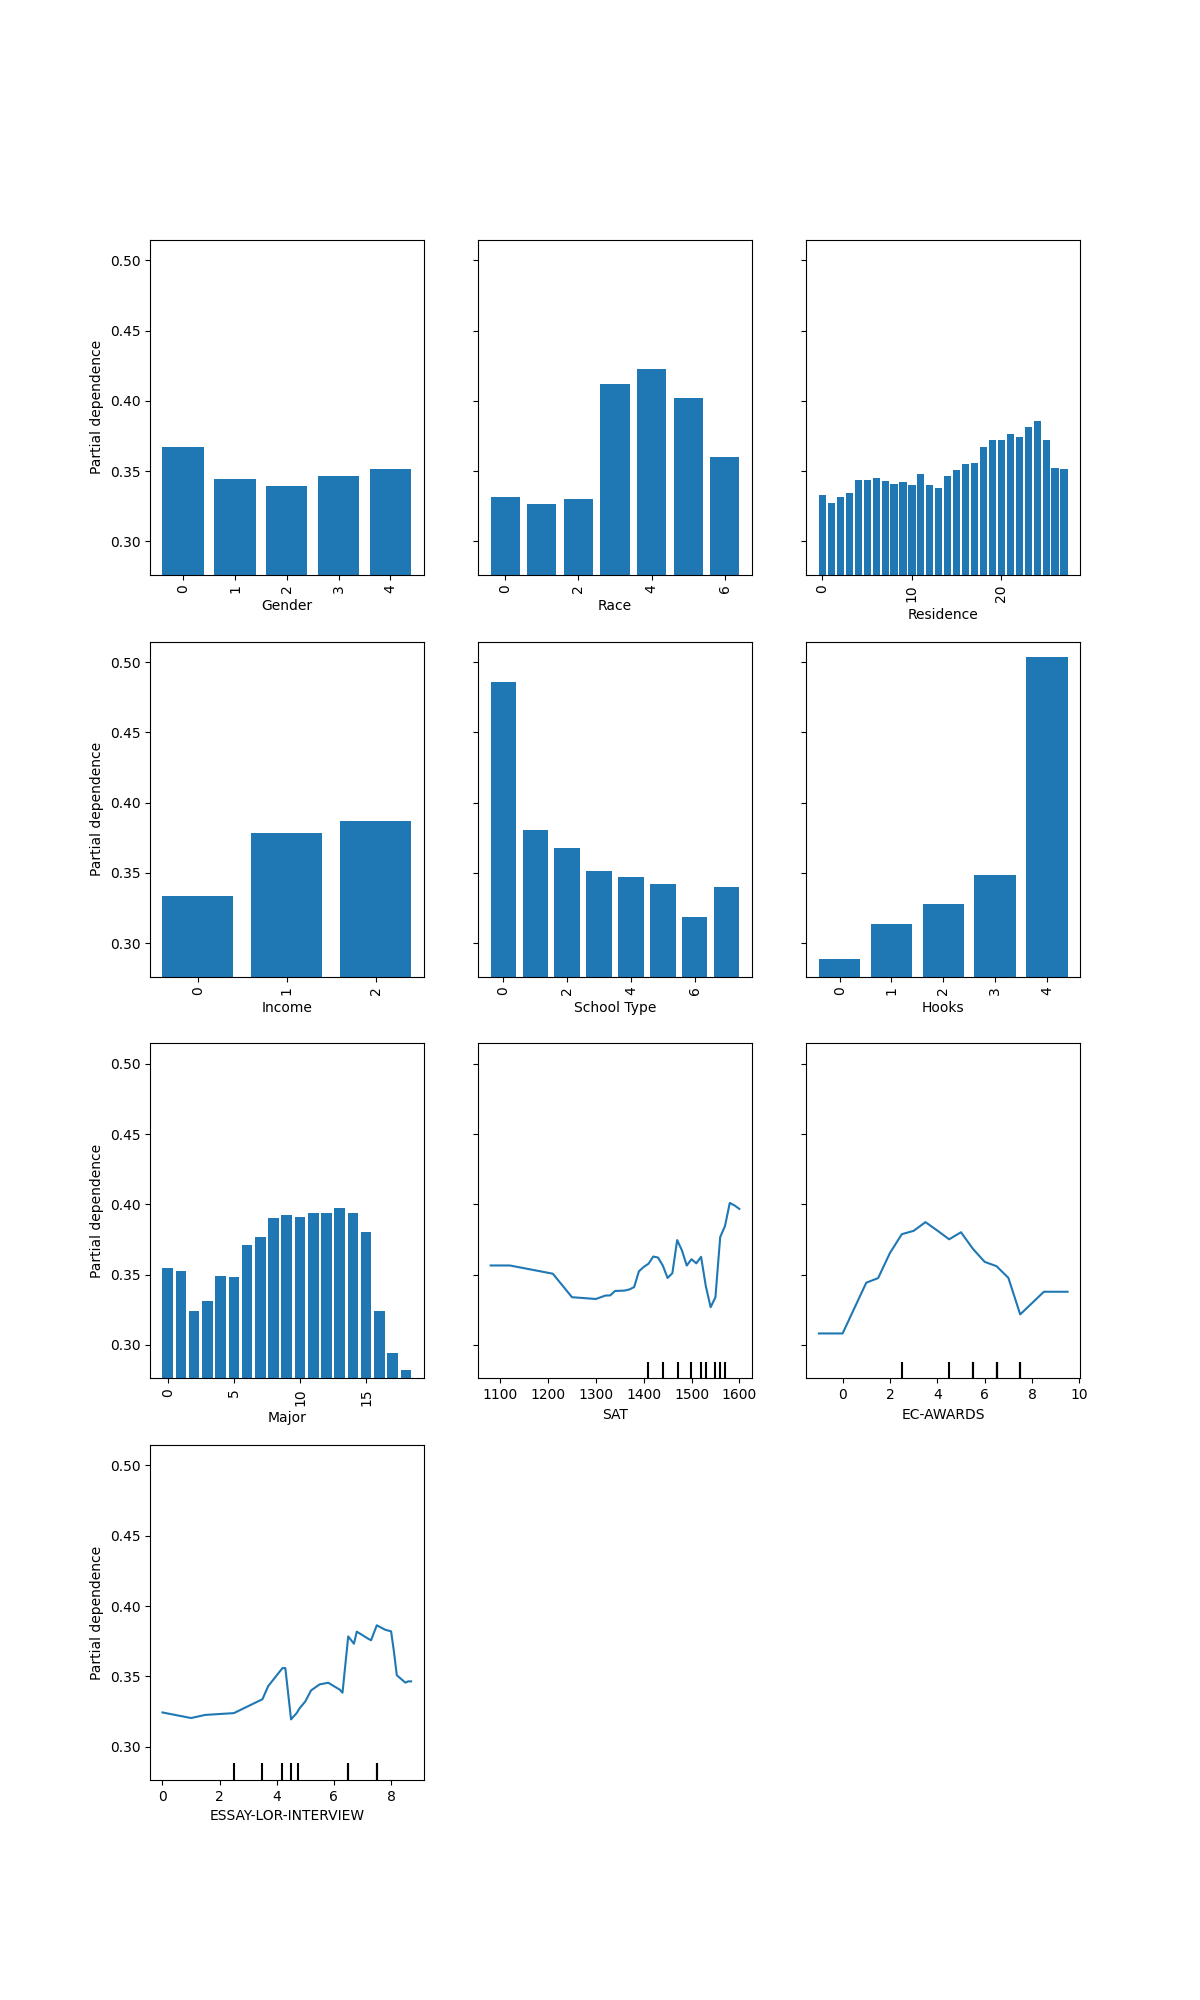 0.50
0.45
0.40
0.35
0.30
Partial dependence
0 1 2 3 4
Gender
0 2 4 6
Race
0 10 20
Residence
0.50
0.45
0.40
0.35
0.30
Partial dependence
0 1 2
Income
0 2 4 6
School Type
0 1 2 3 4
Hooks
0.50
0.45
0.40
0.35
0.30
Partial dependence
0 5 10 15
Major
1100 1200 1300 1400 1500 1600
SAT
0 2 4 6 8 10
EC-AWARDS
0.50
0.45
0.40
0.35
0.30
Partial dependence
0 2 4 6 8
ESSAY-LOR-INTERVIEW